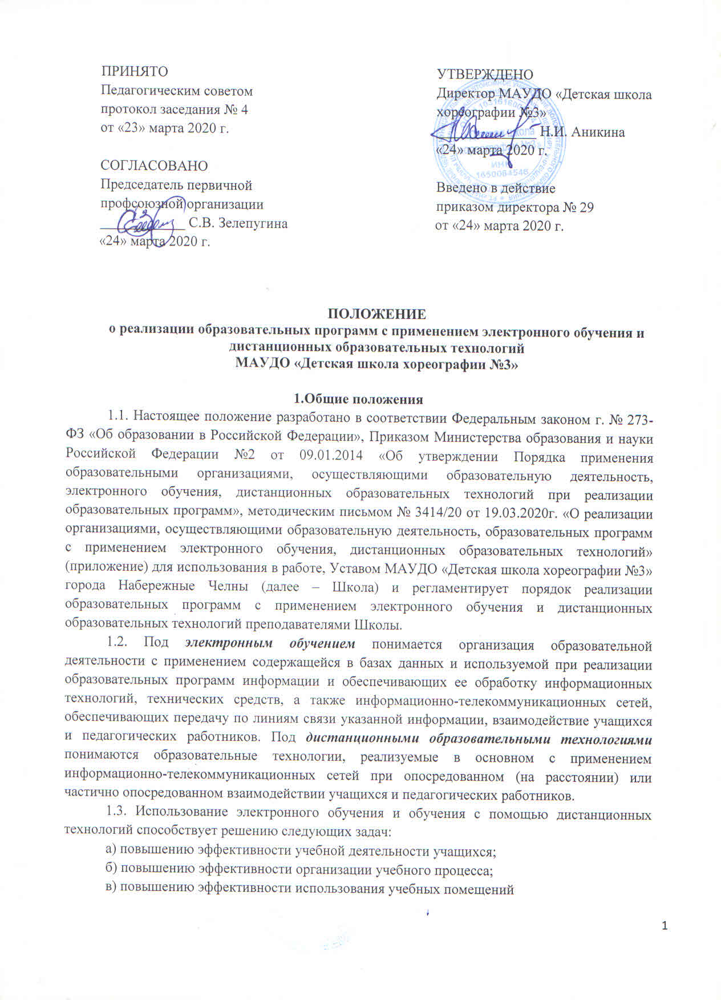 ПРИНЯТО
Педагогическим советом
протокол заседания № 4
от «23» марта 2020 г.
СОГЛАСОВАНО
Председатель первичной
профсоюзной организации
С.В. Зелепугина
«24» марта 2020 г.
УТВЕРЖДЕНО
Директор МАУДО «Детская школа
хореографии №3»
Н.И. Аникина
«24» марта 2020 г.
ИНН
1650084546
Введено в действие
приказом директора № 29
от «24» марта 2020 г.
ПОЛОЖЕНИЕ
о реализации образовательных программ с применением электронного обучения и
дистанционных образовательных технологий
МАУДО «Детская школа хореографии №3»
1.Общие положения
1.1. Настоящее положение разработано в соответствии Федеральным законом г. № 273-
ФЗ «Об образовании в Российской Федерации», Приказом Министерства образования и науки
Российской Федерации №2 от 09.01.2014 «Об утверждении Порядка применения
образовательными организациями, осуществляющими образовательную деятельность,
электронного обучения, дистанционных образовательных технологий при реализации
образовательных программ», методическим письмом № 3414/20 от 19.03.2020г. «О реализации
организациями, осуществляющими образовательную деятельность, образовательных программ
с применением электронного обучения, дистанционных образовательных технологий»
(приложение) для использования в работе, Уставом МАУДО «Детская школа хореографии №3»
города Набережные Челны (далее – Школа) и регламентирует порядок реализации
образовательных программ с применением электронного обучения и дистанционных
образовательных технологий преподавателями Школы.
1.2. Под электронным обучением понимается организация образовательной
деятельности с применением содержащейся в базах данных и используемой при реализации
образовательных программ информации и обеспечивающих ее обработку информационных
технологий, технических средств, а также информационно-телекоммуникационных сетей,
обеспечивающих передачу по линиям связи указанной информации, взаимодействие учащихся
и педагогических работников. Под дистанционными образовательными технологиями
понимаются образовательные технологии, реализуемые в основном с применением
информационно-телекоммуникационных сетей при опосредованном (на расстоянии) или
частично опосредованном взаимодействии учащихся и педагогических работников.
1.3. Использование электронного обучения и обучения с помощью дистанционных
технологий способствует решению следующих задач:
а) повышению эффективности учебной деятельности учащихся;
б) повышению эффективности организации учебного процесса;
в) повышению эффективности использования учебных помещений
1